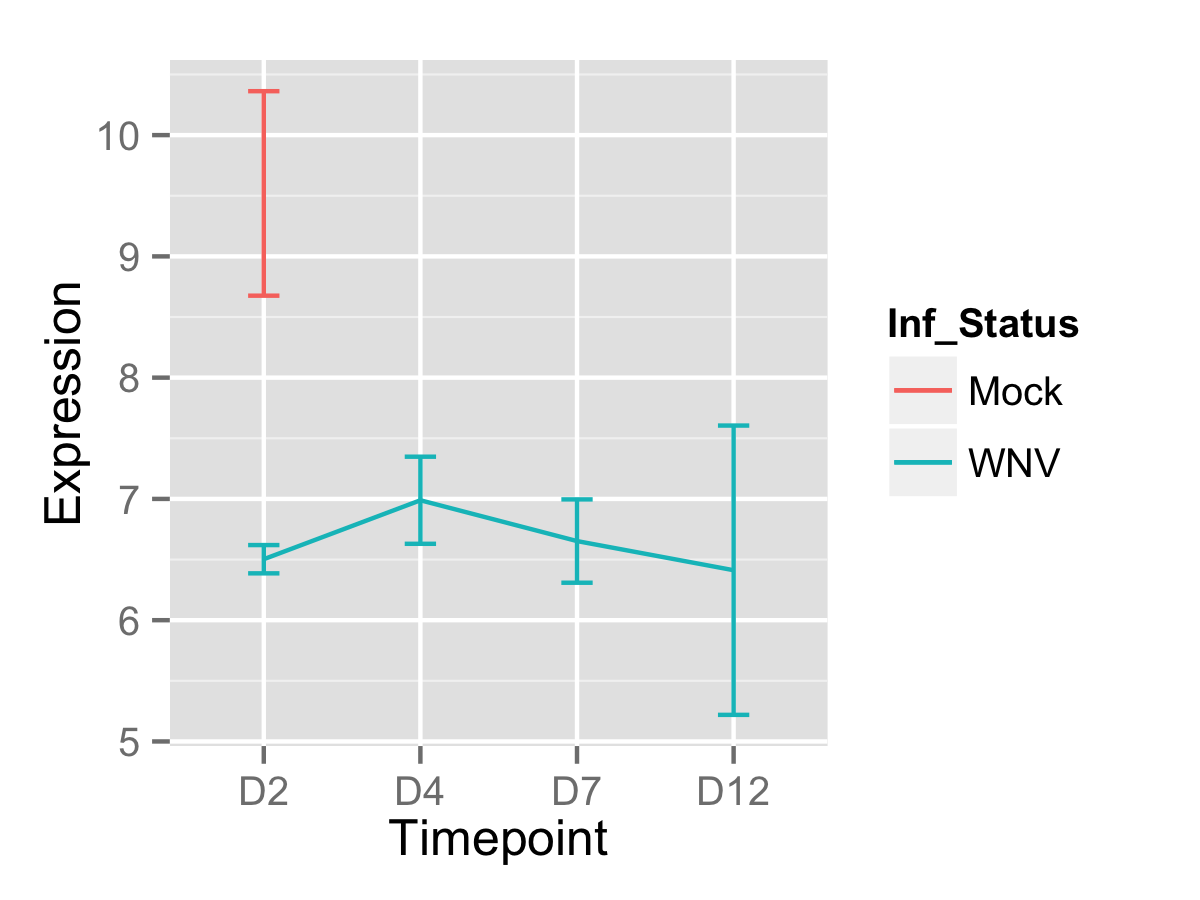 10
9
8
7
6
5
Expression
D2 D4 D7 D12
Timepoint
Inf_Status
Mock
WNV